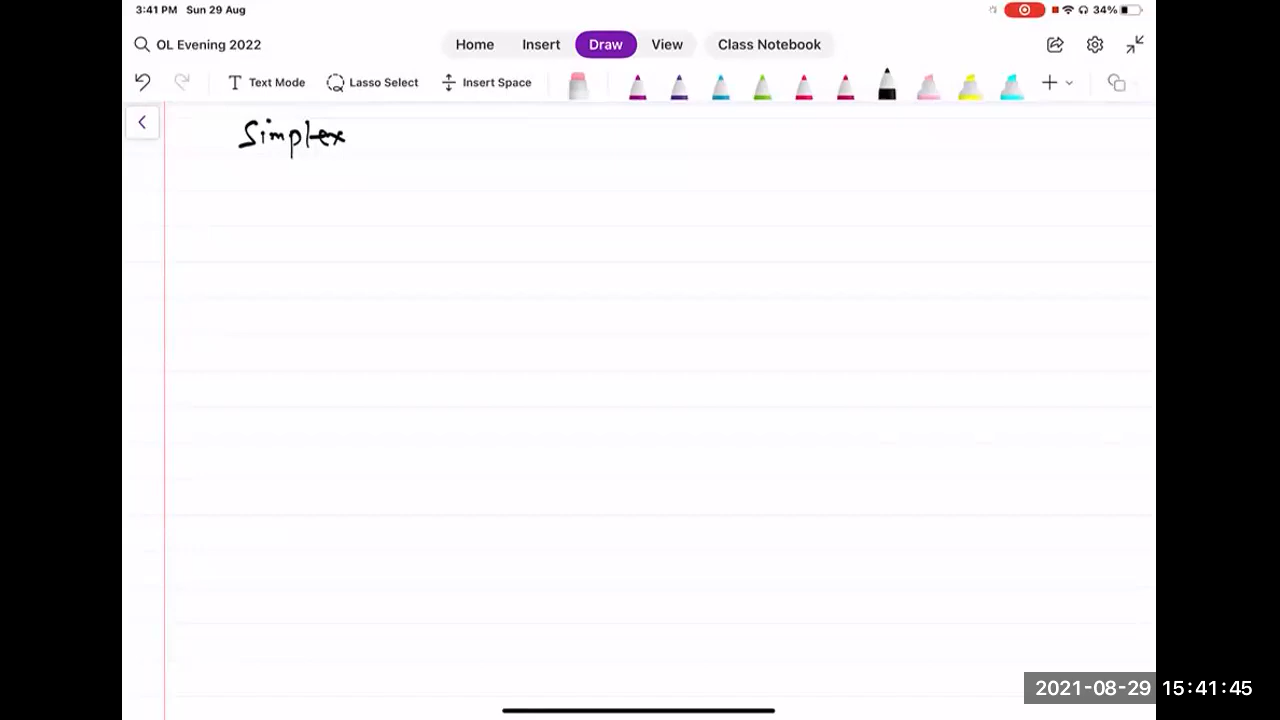 3:41 PM Sun 29 Aug 34%
OL Evening 2022 Home Insert Draw View Class Notebook
Text Mode Lasso Select Insert Space
Simplex
2021-08-29 15:41:45